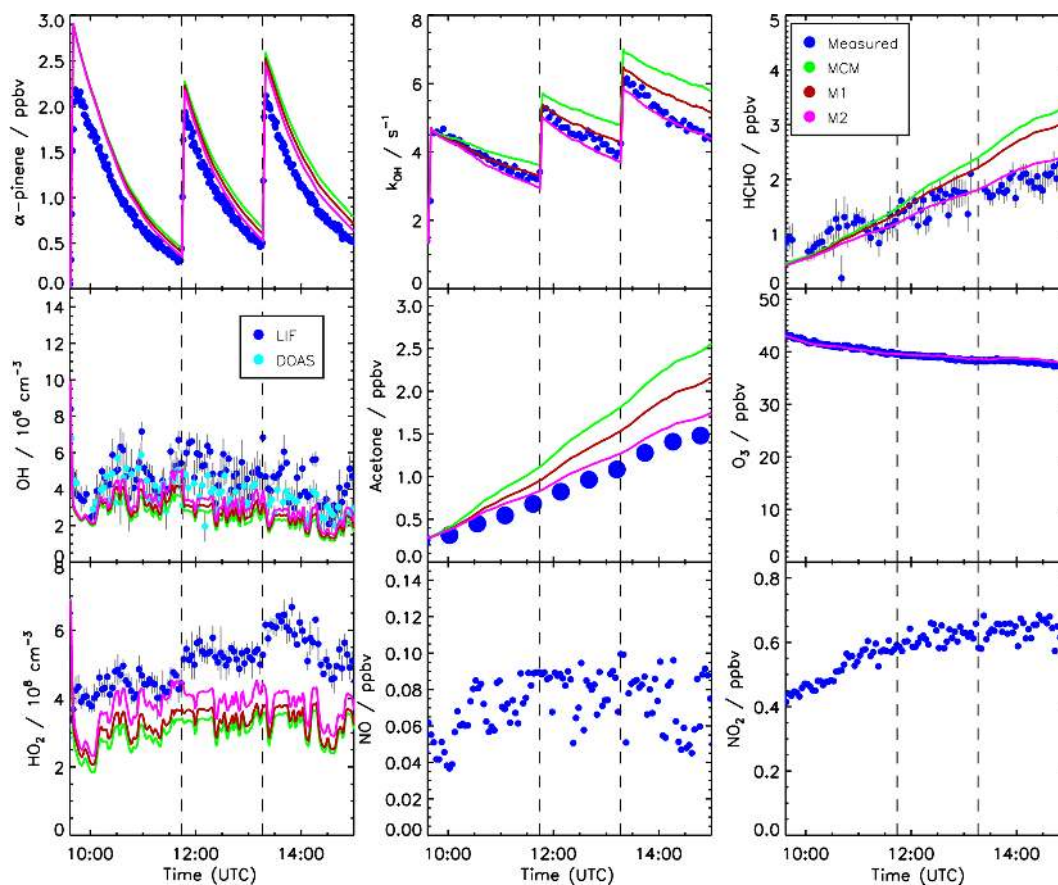 α−pinene / ppbv
3.0
2.5
2.0
1.5
1.0
0.5
0.0
k_OH / s⁻¹
8
6
4
2
0
HCHO / ppbv
5
4
3
2
1
0
Measured
MCM
M1
M2
OH / 10⁶ cm⁻³
14
12
10
8
6
4
2
0
LIF
DOAS
Acetone / ppbv
3.0
2.5
2.0
1.5
1.0
0.5
0.0
O₃ / ppbv
50
40
30
20
10
0
HO₂ / 10⁸ cm⁻³
8
6
4
2
0
10:00 12:00 14:00
Time (UTC)
NO / ppbv
0.14
0.12
0.10
0.08
0.06
0.04
0.02
0.00
10:00 12:00 14:00
Time (UTC)
NO₂ / ppbv
0.8
0.6
0.4
0.2
0.0
10:00 12:00 14:00
Time (UTC)